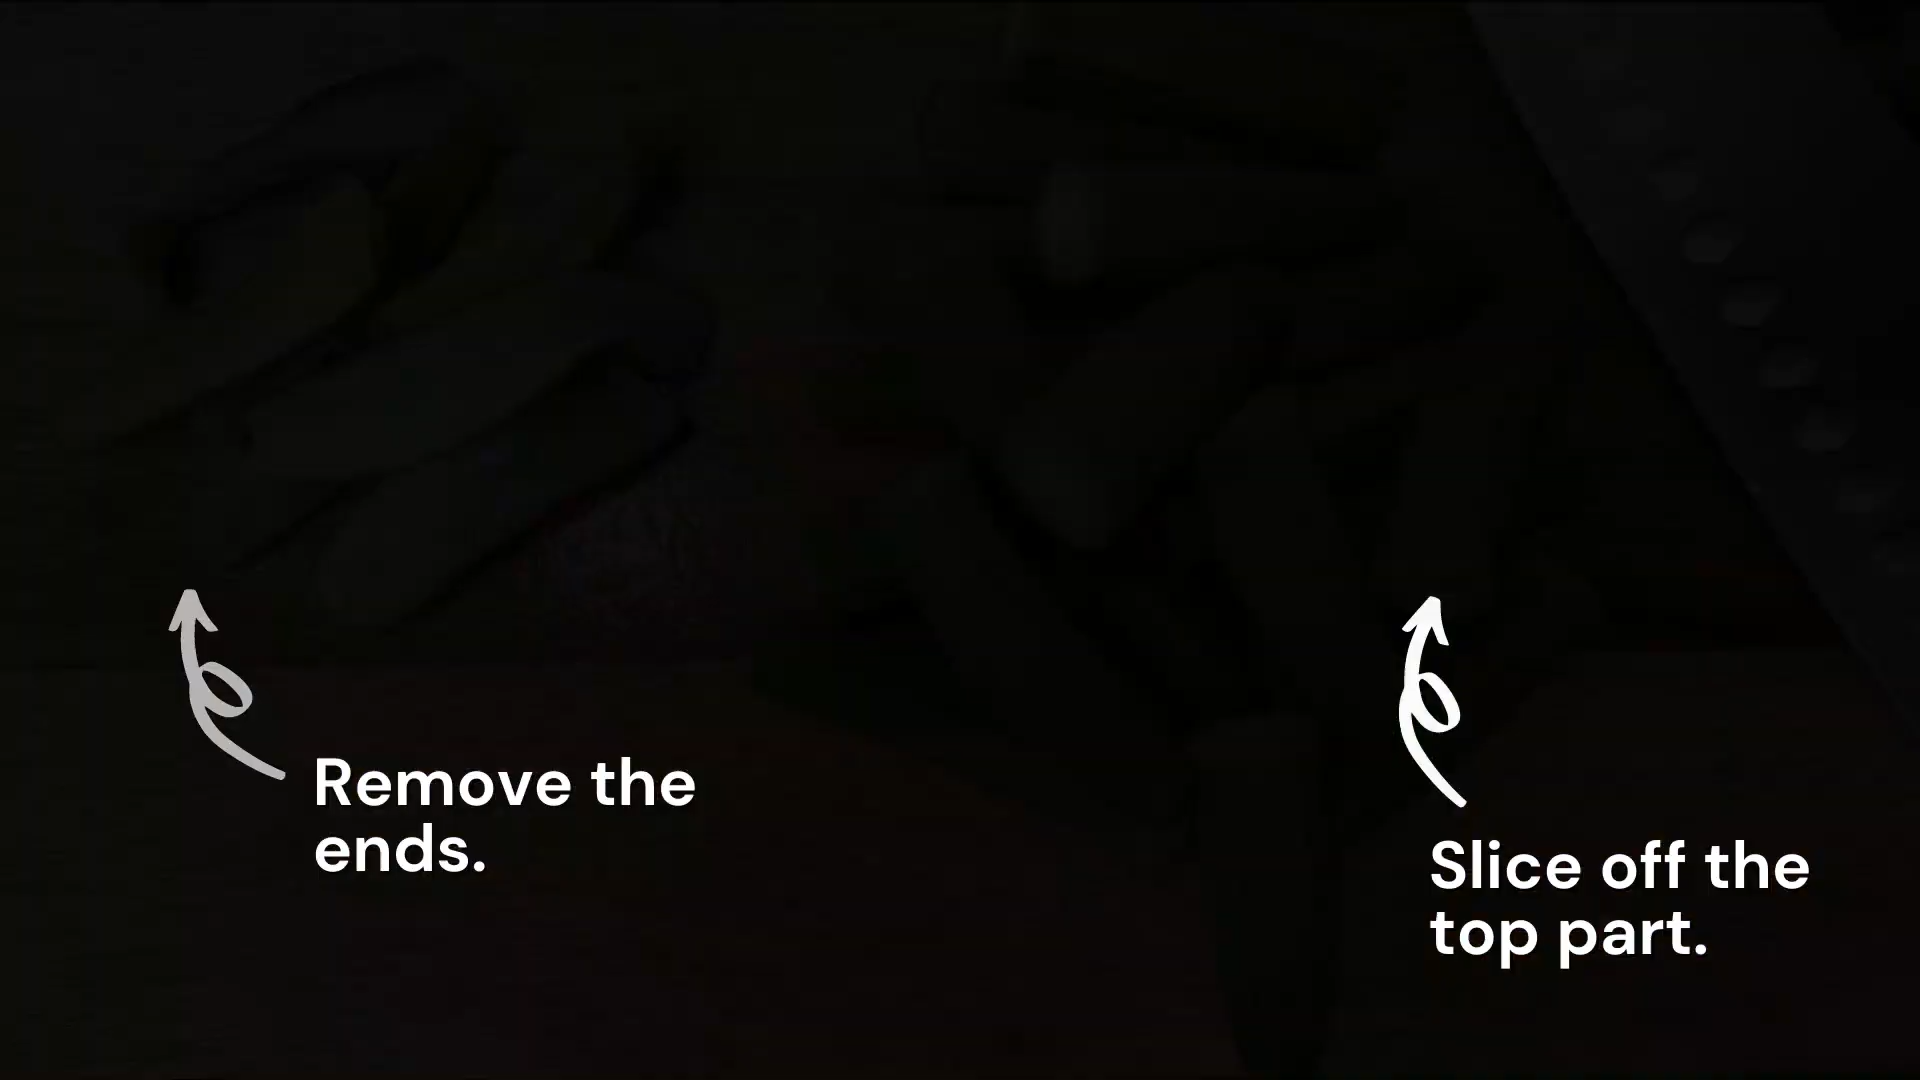 Remove the
ends.
Slice off the
top part.